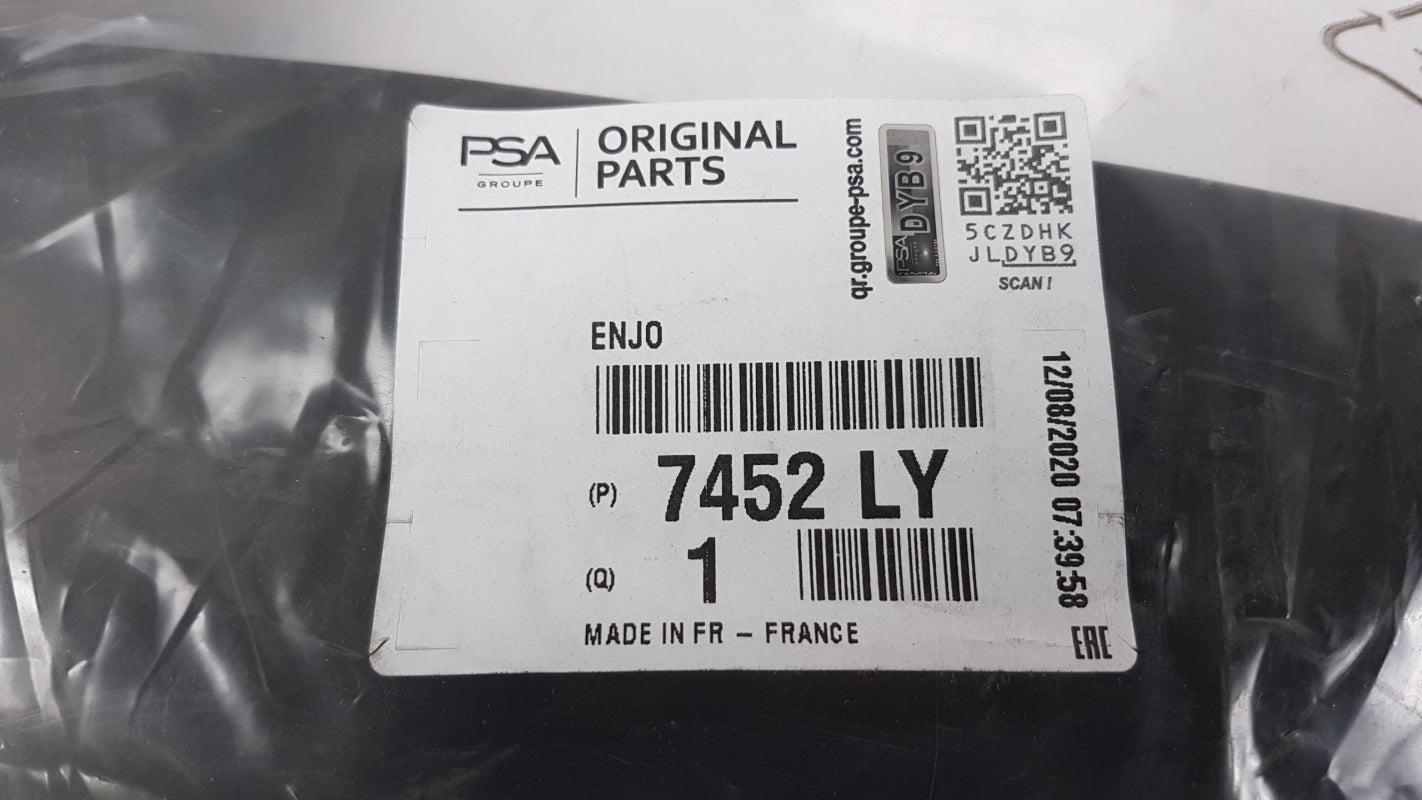 PSA
GROUPE
ORIGINAL
PARTS
qr.groupe-psa.com
PSA
DYB9
5CZDHK
JLDYB9
SCAN!
ENJO
(P) 7452 LY
(Q) 1
12/08/2020 07:39:58
MADE IN FR – FRANCE
EAC